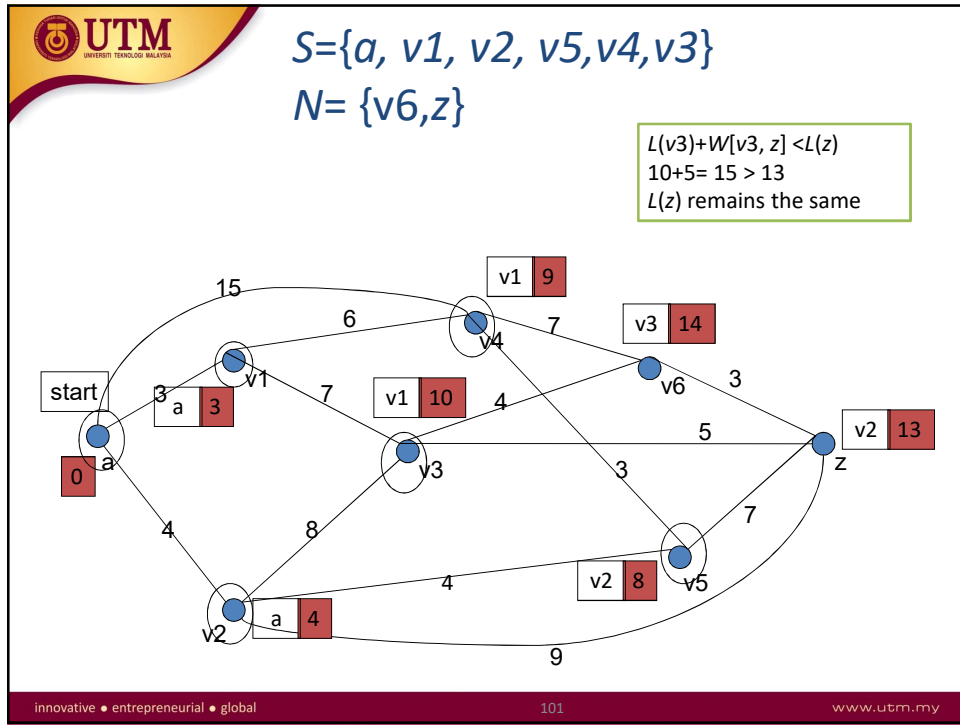 UTM
UNIVERSITI TEKNOLOGI MALAYSIA
S={a, v1, v2, v5,v4,v3}
N= {v6,z}
L(v3)+W[v3, z] <L(z)
10+5= 15 > 13
L(z) remains the same
15
v1 9
6
v4
7
v3 14
v1
start
3
a 3
7
v1 10
4
v6
3
a
0
v3
5
v2 13
z
4
8
3
7
4
v2 8
v5
v2
a 4
9
innovative ● entrepreneurial ● global
101
www.utm.my